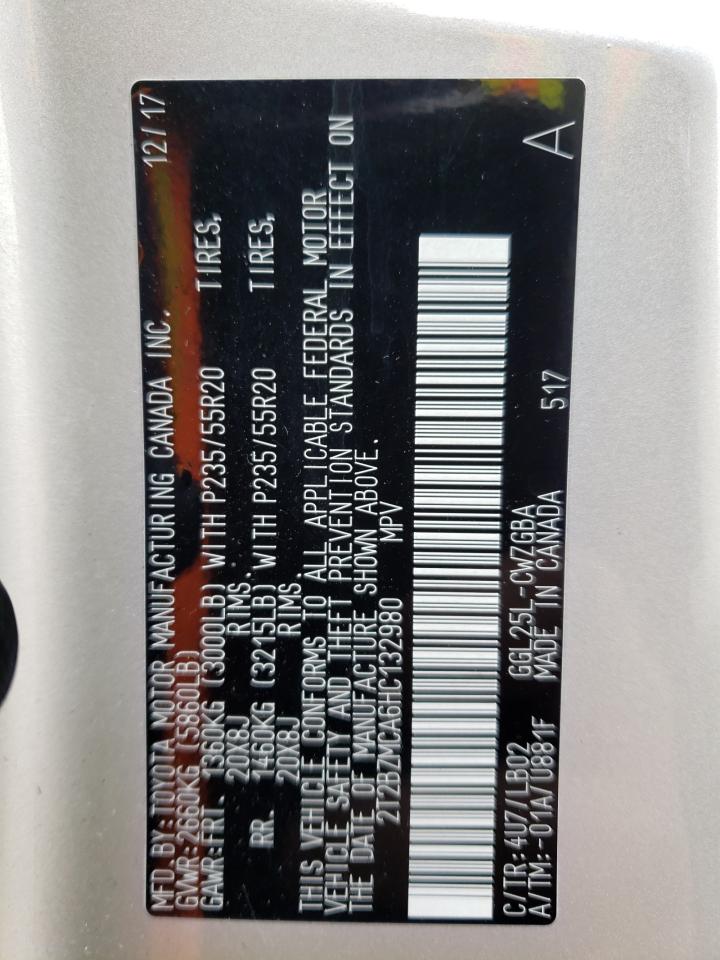 MFD.BY:TOYOTA MOTOR MANUFACTURING CANADA INC. 12/17
GVWR:2660KG (5860LB)
GAWR:FRT. 1360KG (3000LB) WITH P235/55R20 TIRES,
20X8J RIMS.
RR. 1460KG (3215LB) WITH P235/55R20 TIRES,
20X8J RIMS.
THIS VEHICLE CONFORMS TO ALL APPLICABLE FEDERAL MOTOR
VEHICLE SAFETY AND THEFT PREVENTION STANDARDS IN EFFECT ON
THE DATE OF MANUFACTURE SHOWN ABOVE.
2T2BZMCA6HC132980 MPV
C/TR:4U7/LB02 GGL25L-CWZGBA
A/TM:-01A/U881F MADE IN CANADA 517 A